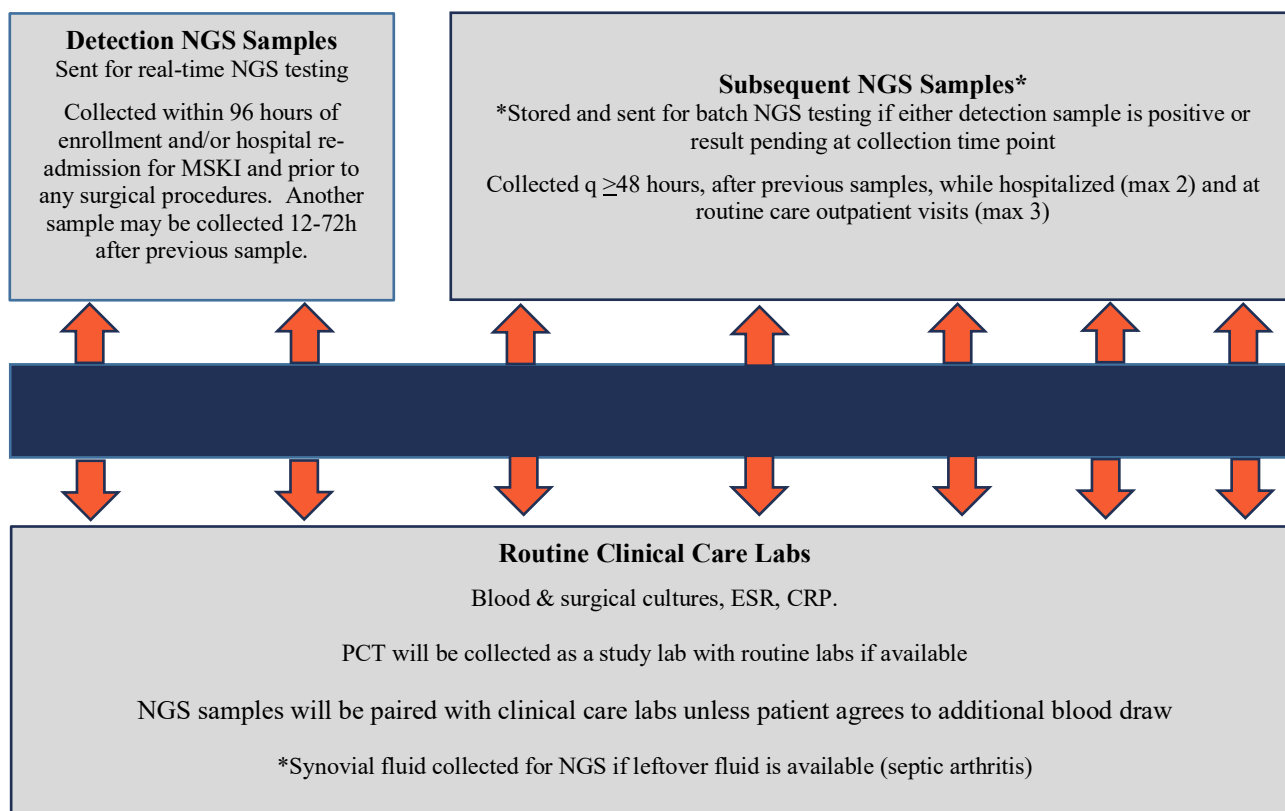 Detection NGS Samples
Sent for real-time NGS testing
Collected within 96 hours of
enrollment and/or hospital re-
admission for MSKI and prior to
any surgical procedures.  Another
sample may be collected 12-72h
after previous sample.
Subsequent NGS Samples*
*Stored and sent for batch NGS testing if either detection sample is positive or
result pending at collection time point
Collected q ≥48 hours, after previous samples, while hospitalized (max 2) and at
routine care outpatient visits (max 3)
Routine Clinical Care Labs
Blood & surgical cultures, ESR, CRP.
PCT will be collected as a study lab with routine labs if available
NGS samples will be paired with clinical care labs unless patient agrees to additional blood draw
*Synovial fluid collected for NGS if leftover fluid is available (septic arthritis)